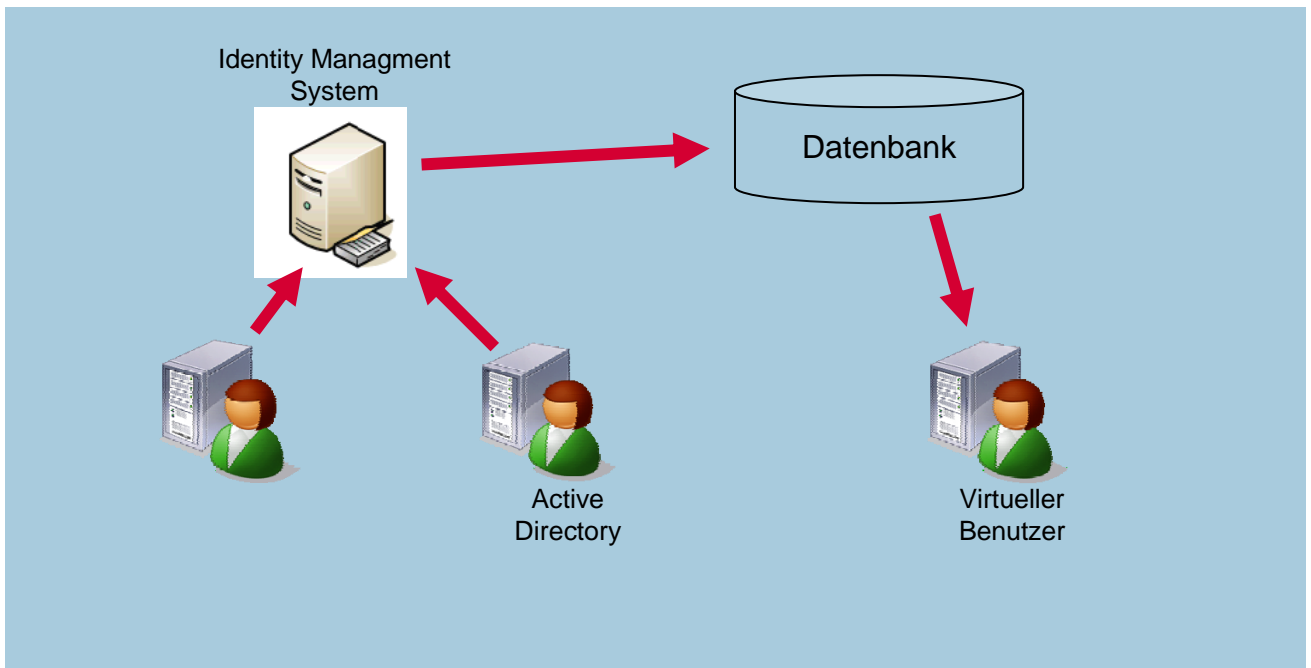 Identity Managment
System
Datenbank
Active
Directory
Virtueller
Benutzer